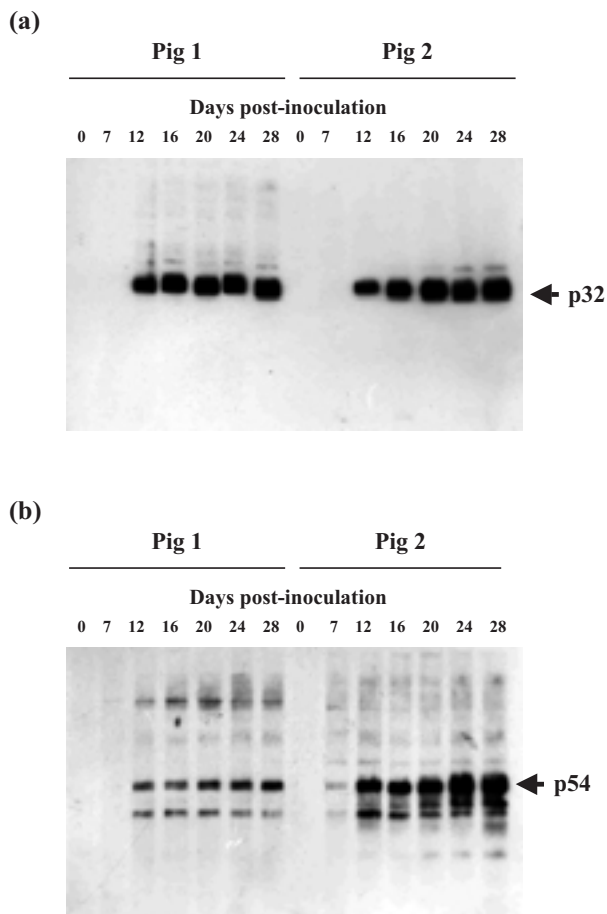 (a)
Pig 1 Pig 2
Days post-inoculation
0 7 12 16 20 24 28 0 7 12 16 20 24 28
p32
(b)
Pig 1 Pig 2
Days post-inoculation
0 7 12 16 20 24 28 0 7 12 16 20 24 28
p54